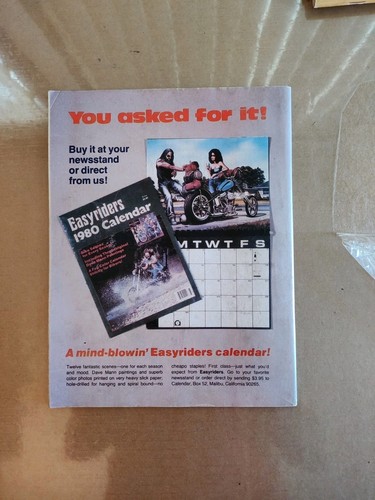 You asked for it!
Buy it at your
newsstand
or direct
from us!
Easyriders
1980 Calendar
M T W T F S
A mind-blowin' Easyriders calendar!
Twelve fantastic scenes—one for each season
and mood. Dave Mann paintings and superb
color photos printed on very heavy slick paper,
hole-drilled for hanging and spiral bound—no
cheapo staples! First class—just what you'd
expect from Easyriders. Go to your favorite
newsstand or order direct by sending $3.95 to
Calendar, Box 52, Malibu, California 90265.